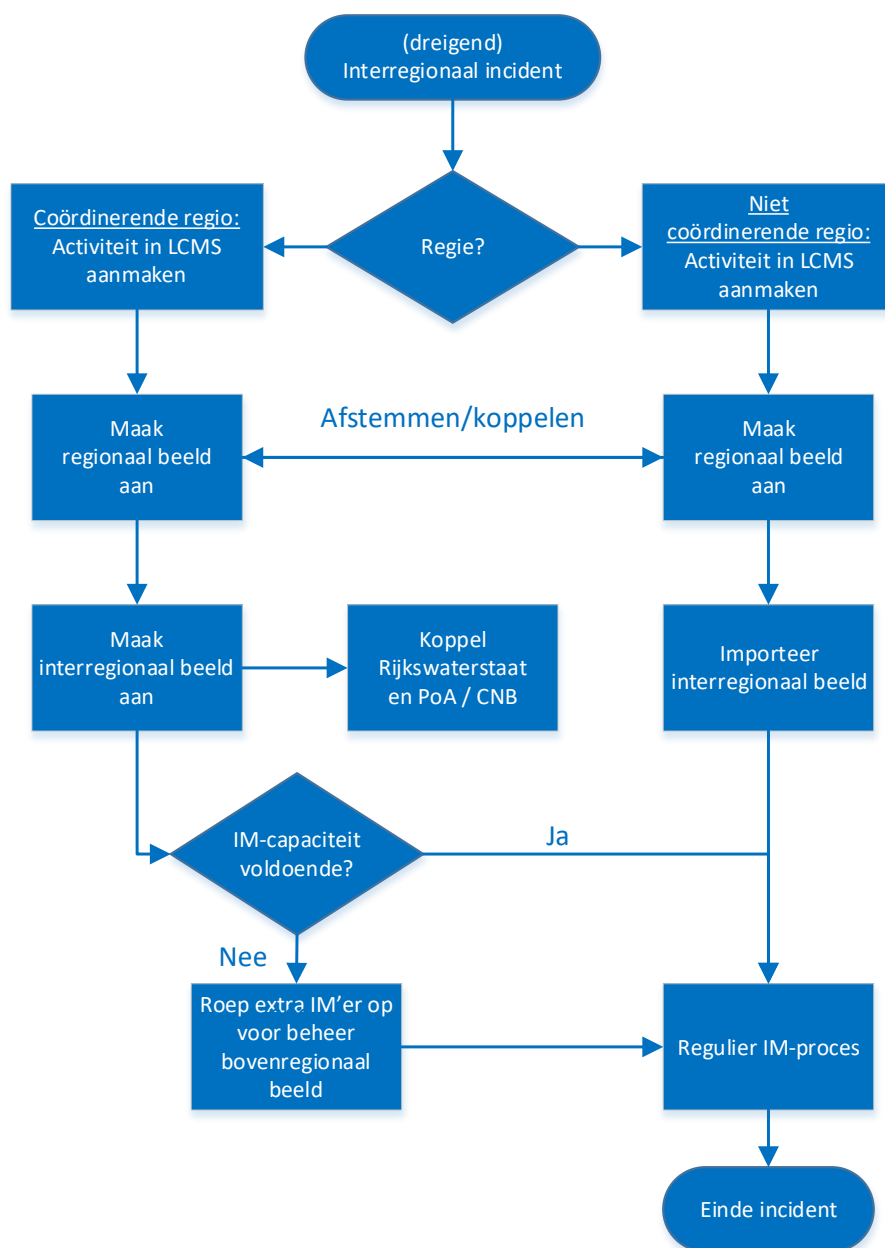 (dreigend)
Interregionaal incident
Coördinerende regio:
Activiteit in LCMS
aanmaken
Regie?
Niet
coördinerende regio:
Activiteit in LCMS
aanmaken
Maak
regionaal beeld
aan
Afstemmen/koppelen
Maak
regionaal beeld
aan
Maak
interregionaal beeld
aan
Koppel
Rijkswaterstaat
en PoA / CNB
Importeer
interregionaal beeld
IM-capaciteit
voldoende?
Ja
Nee
Roep extra IM’er op
voor beheer
bovenregionaal
beeld
Regulier IM-proces
Einde incident